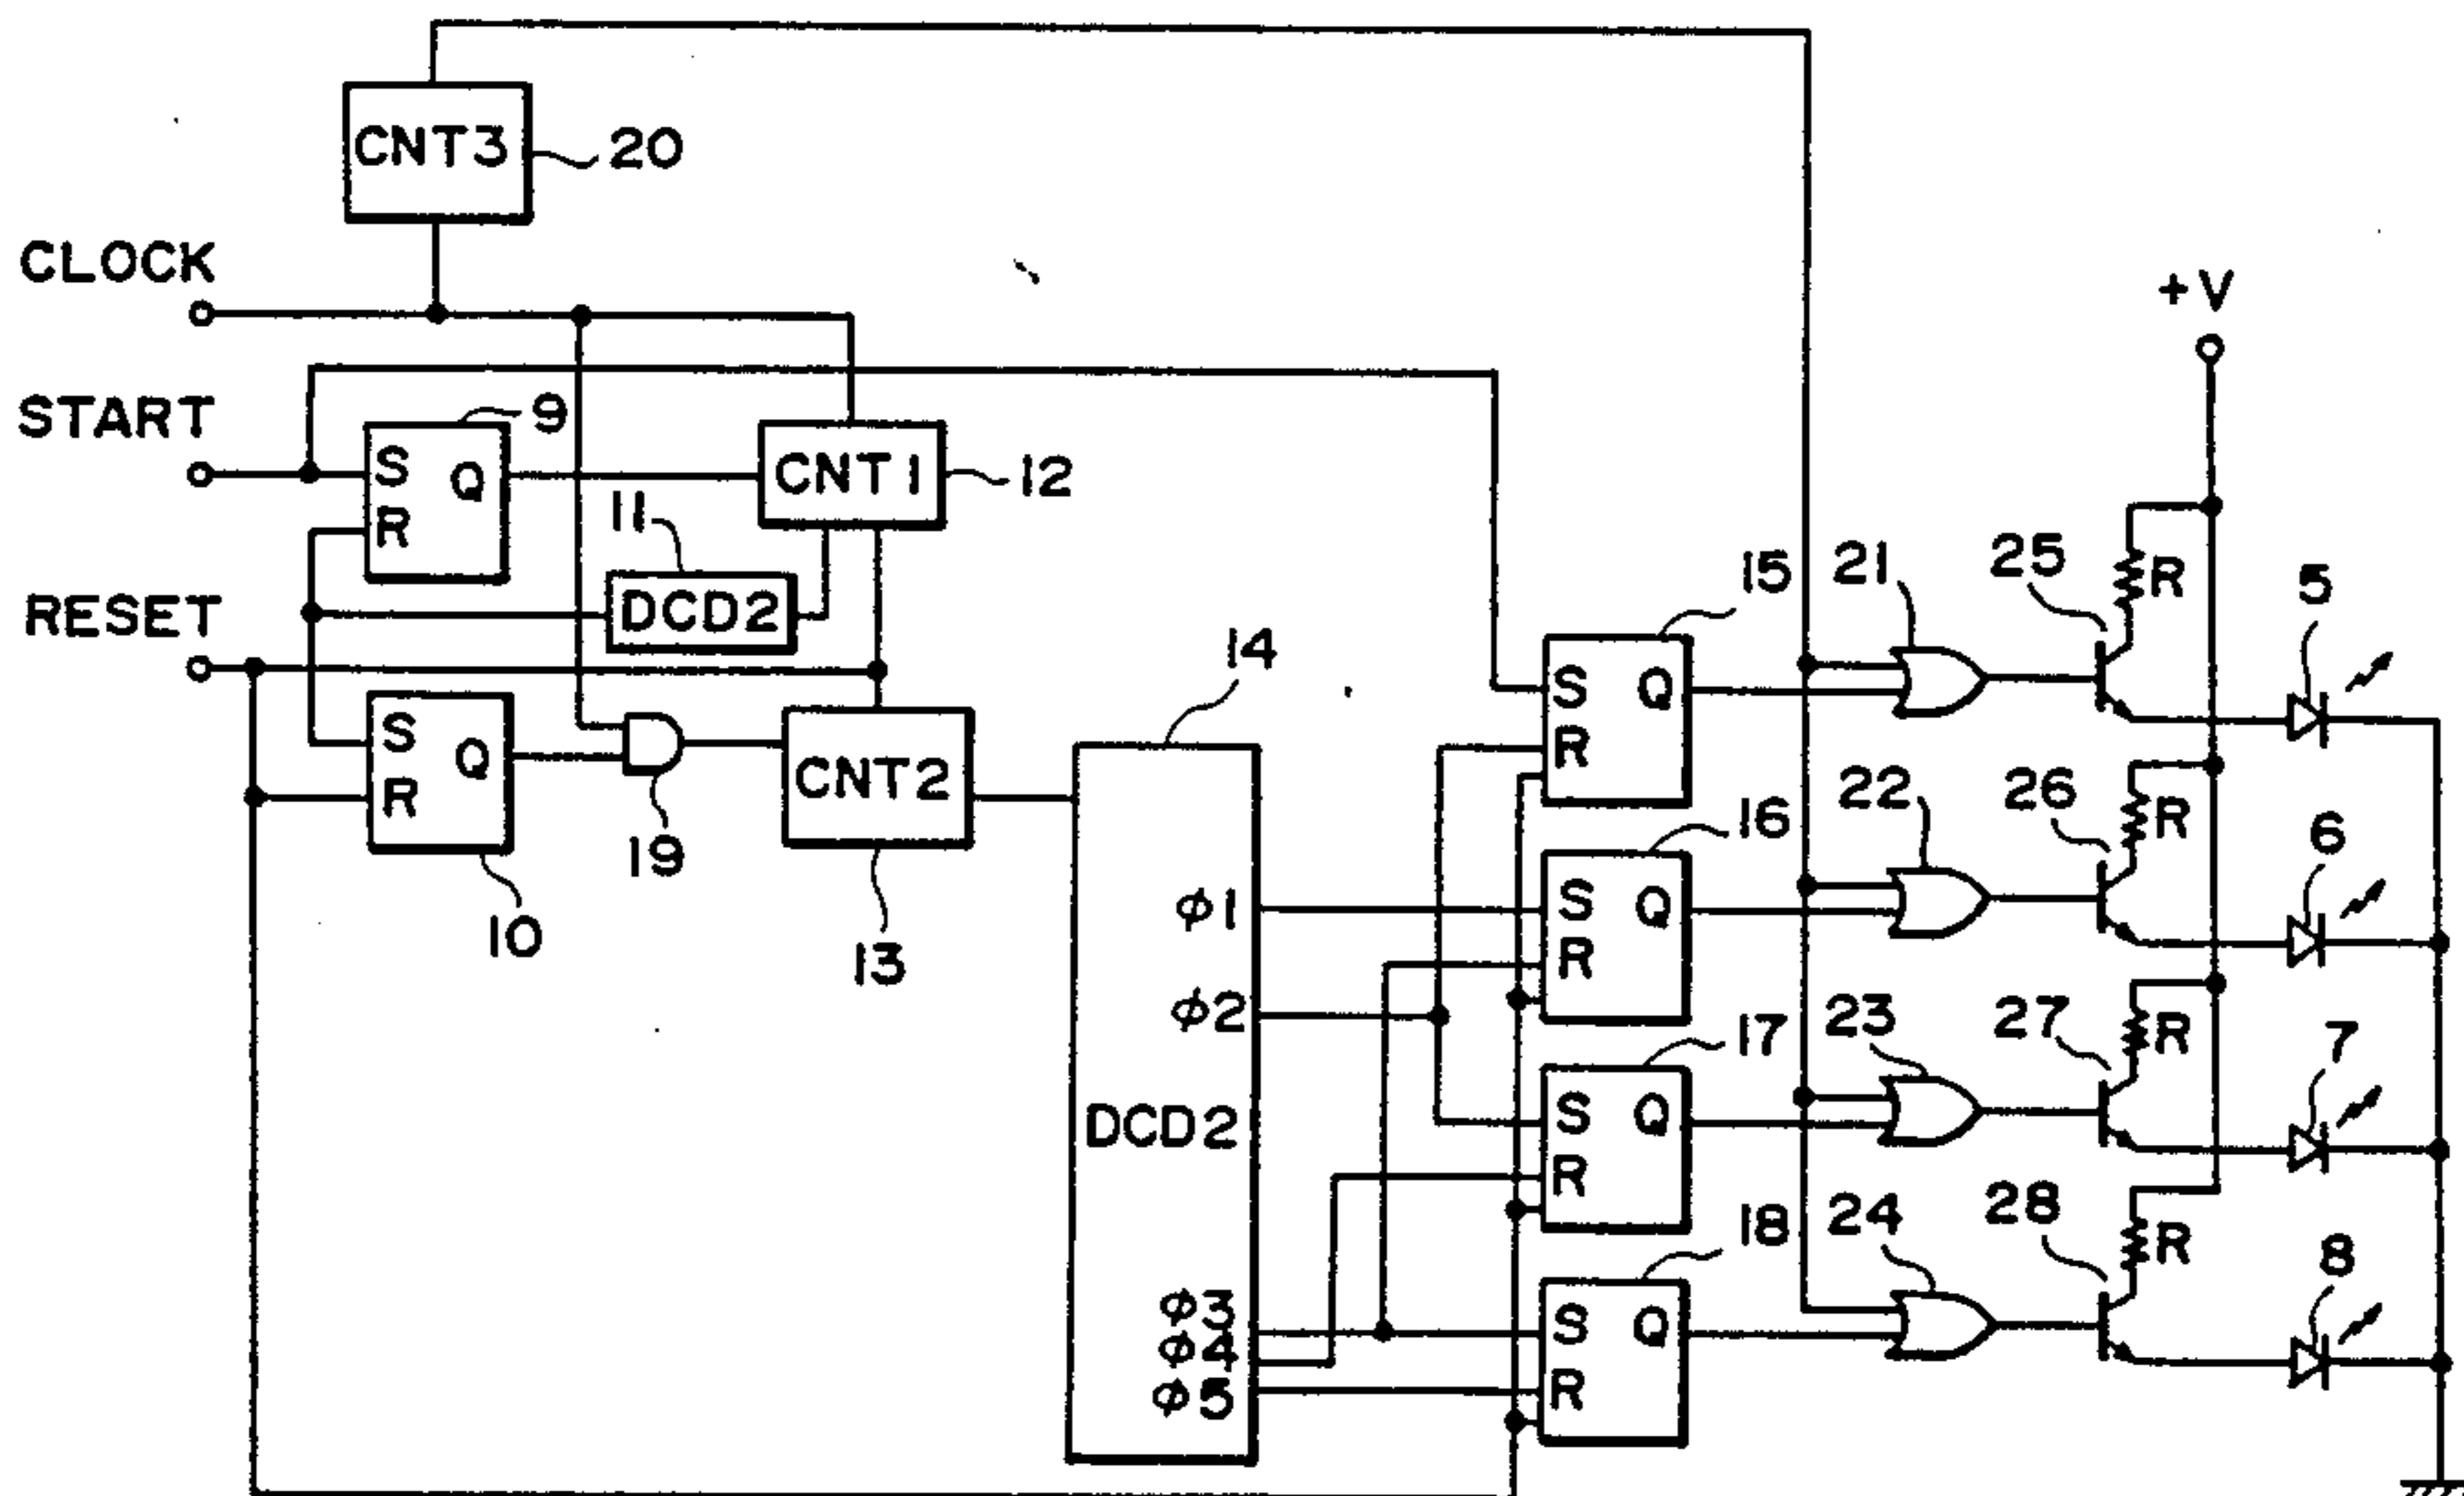 CNT3
20
CLOCK
+V
START
9
S Q
R
CNT1
12
11
DCD2
RESET
14
15
21
25
R
5
S Q
R
10
19
CNT2
13
DCD2
φ1
φ2
φ3
φ4
φ5
S Q
R
16
22
26
R
6
S Q
R
17
23
27
R
7
S Q
R
18
24
28
R
8
S Q
R